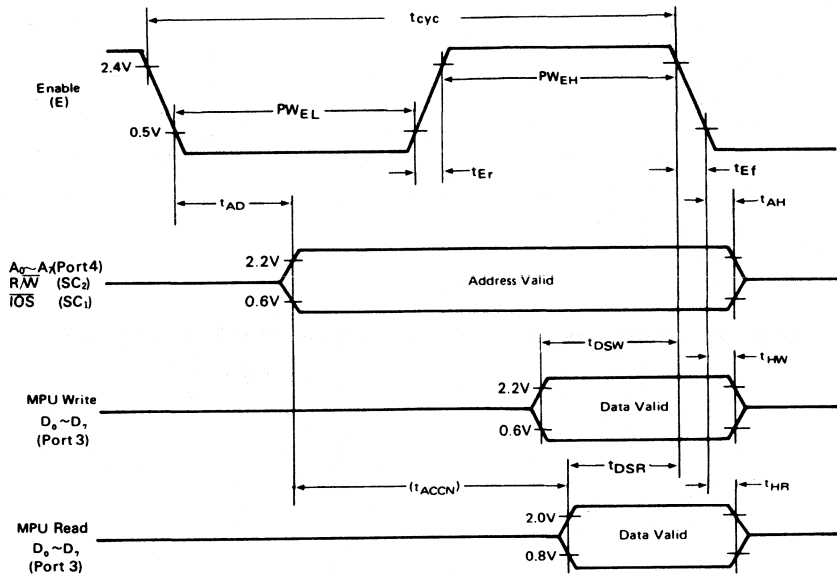 tcyc
2.4V
Enable
(E)
PWEH
PWEL
0.5V
tEr
tEf
tAD
tAH
A₀~A₇(Port4)
2.2V
R/W̅ (SC₂)
Address Valid
I̅O̅S̅ (SC₁)
0.6V
tDSW
tHW
MPU Write
2.2V
D₀~D₇
Data Valid
(Port 3)
0.6V
tDSR
(tACCN)
tHR
MPU Read
2.0V
D₀~D₇
Data Valid
(Port 3)
0.8V